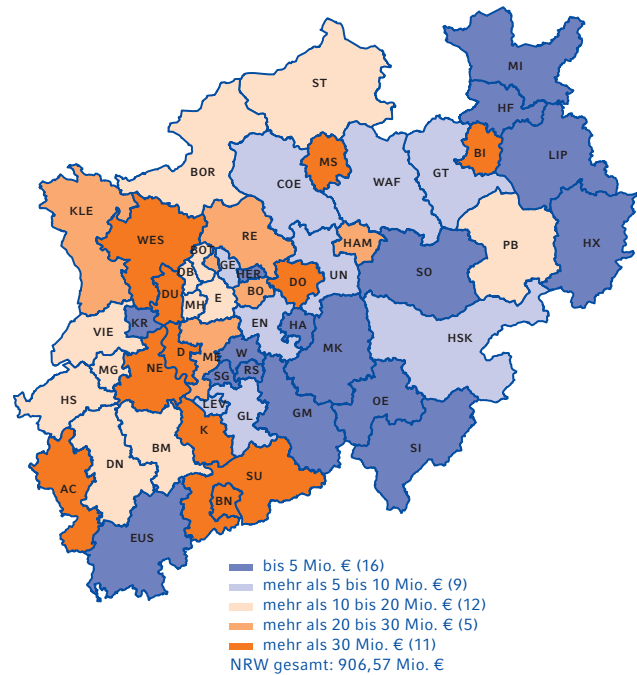 MI
ST
HF
BI
MS
LIP
BOR
GT
WAF
COE
KLE
RE
WES
HAM
PB
HX
BOT
GE
OB
HER
SO
UN
DO
DU
BO
E
MH
KR
EN
HA
VIE
HSK
D
ME
W
MK
MG
NE
RS
SG
HS
OE
LEV
GL
GM
K
BM
SI
DN
SU
AC
BN
EUS
bis 5 Mio. € (16)
mehr als 5 bis 10 Mio. € (9)
mehr als 10 bis 20 Mio. € (12)
mehr als 20 bis 30 Mio. € (5)
mehr als 30 Mio. € (11)
NRW gesamt: 906,57 Mio. €